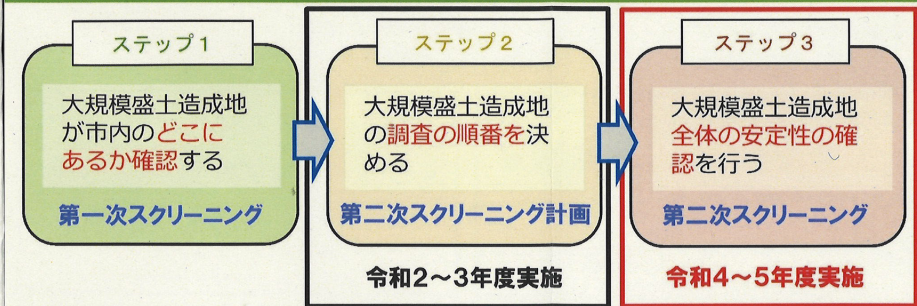 ステップ1
大規模盛土造成地
が市内のどこに
あるか確認する
第一次スクリーニング
ステップ2
大規模盛土造成地
の調査の順番を決
める
第二次スクリーニング計画
令和2～3年度実施
ステップ3
大規模盛土造成地
全体の安定性の確
認を行う
第二次スクリーニング
令和4～5年度実施